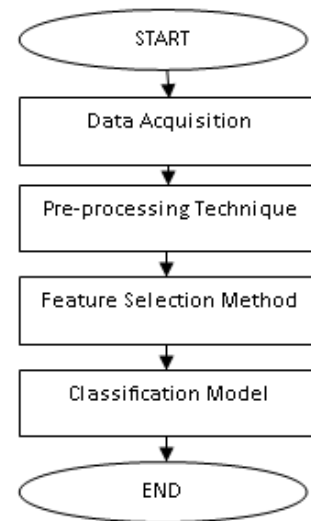 START
Data Acquisition
Pre-processing Technique
Feature Selection Method
Classification Model
END